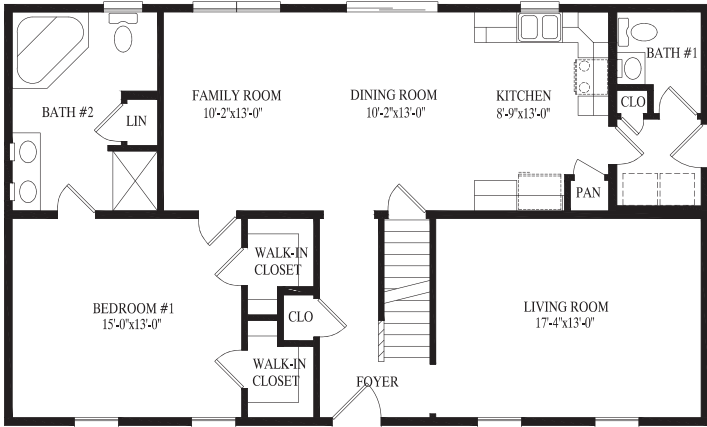 BATH #1
FAMILY ROOM
10'-2"x13'-0"
DINING ROOM
10'-2"x13'-0"
KITCHEN
8'-9"x13'-0"
CLO
BATH #2
LIN
PAN
WALK-IN
CLOSET
BEDROOM #1
15'-0"x13'-0"
CLO
LIVING ROOM
17'-4"x13'-0"
WALK-IN
CLOSET
FOYER